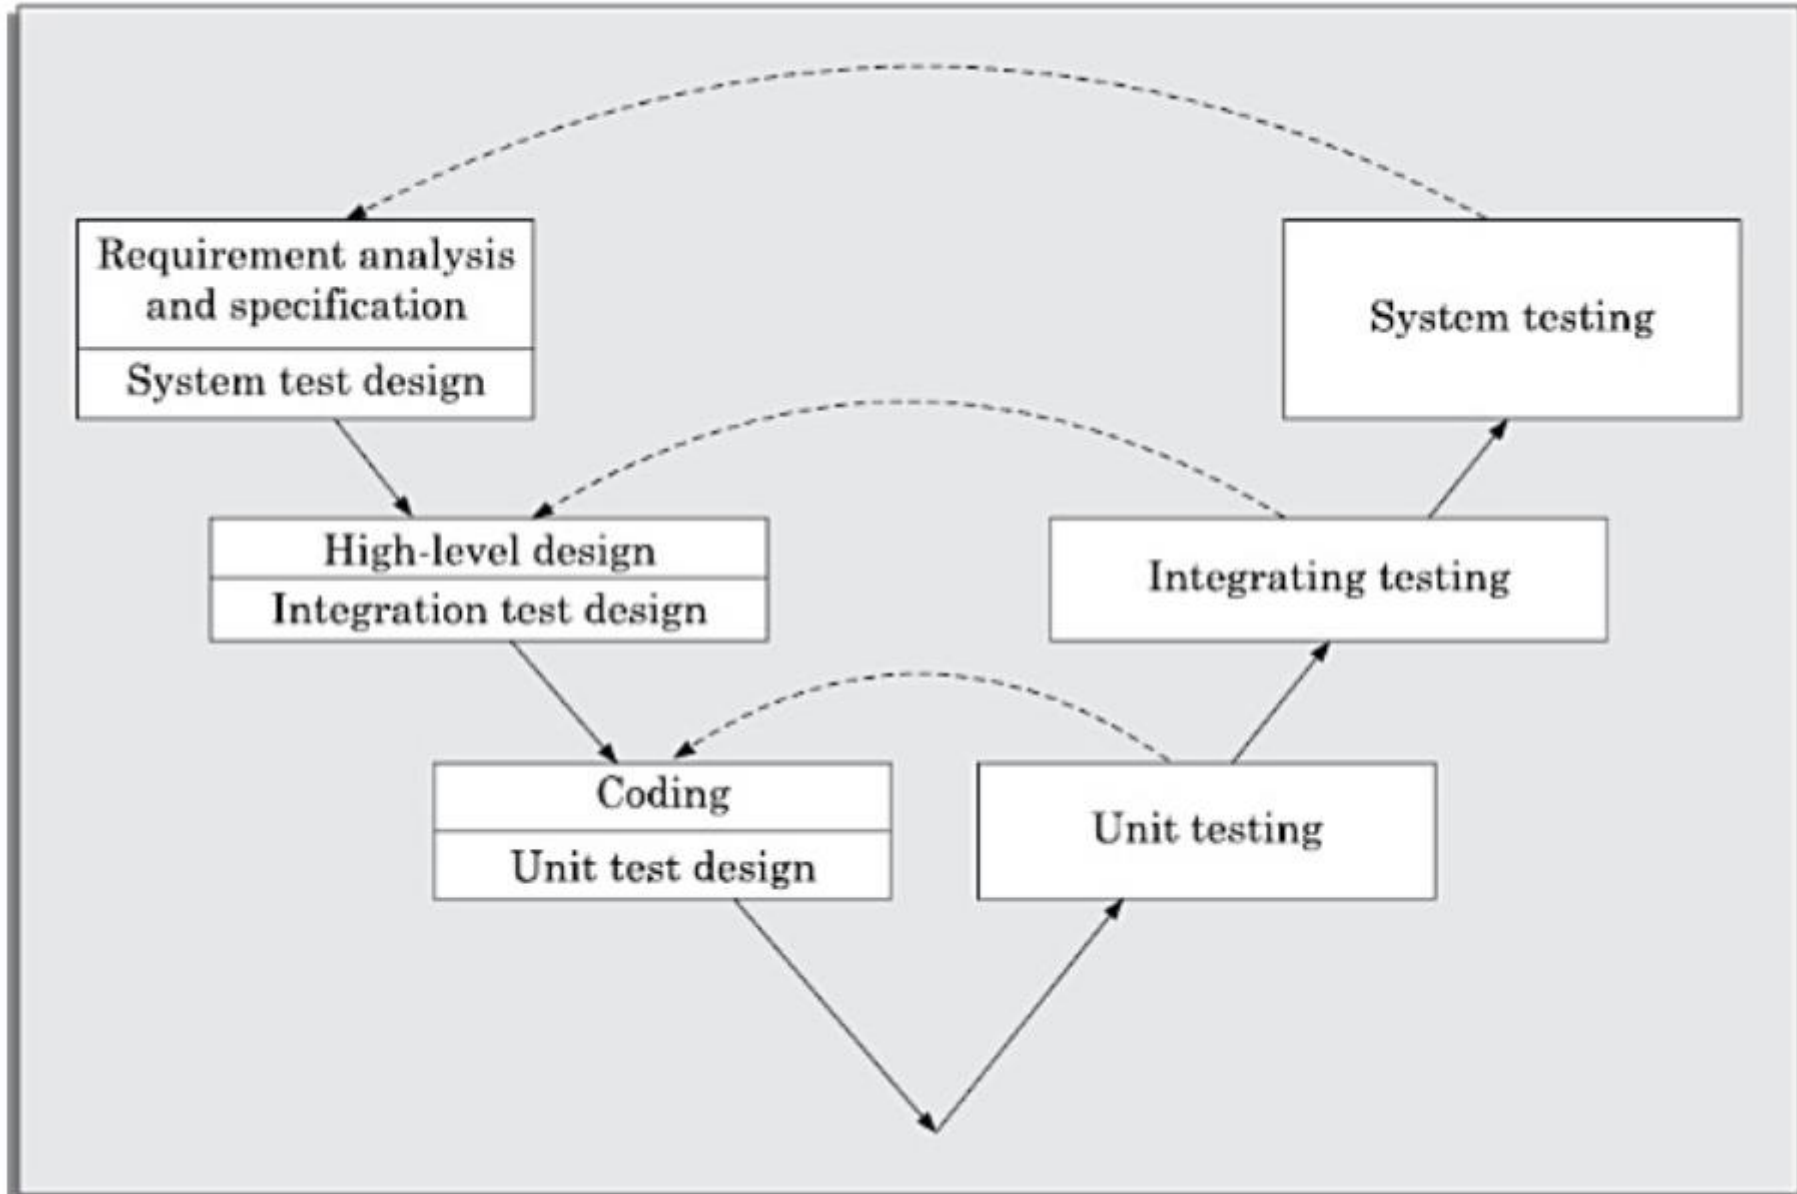 Requirement analysis
and specification
System test design
System testing
High-level design
Integration test design
Integrating testing
Coding
Unit test design
Unit testing